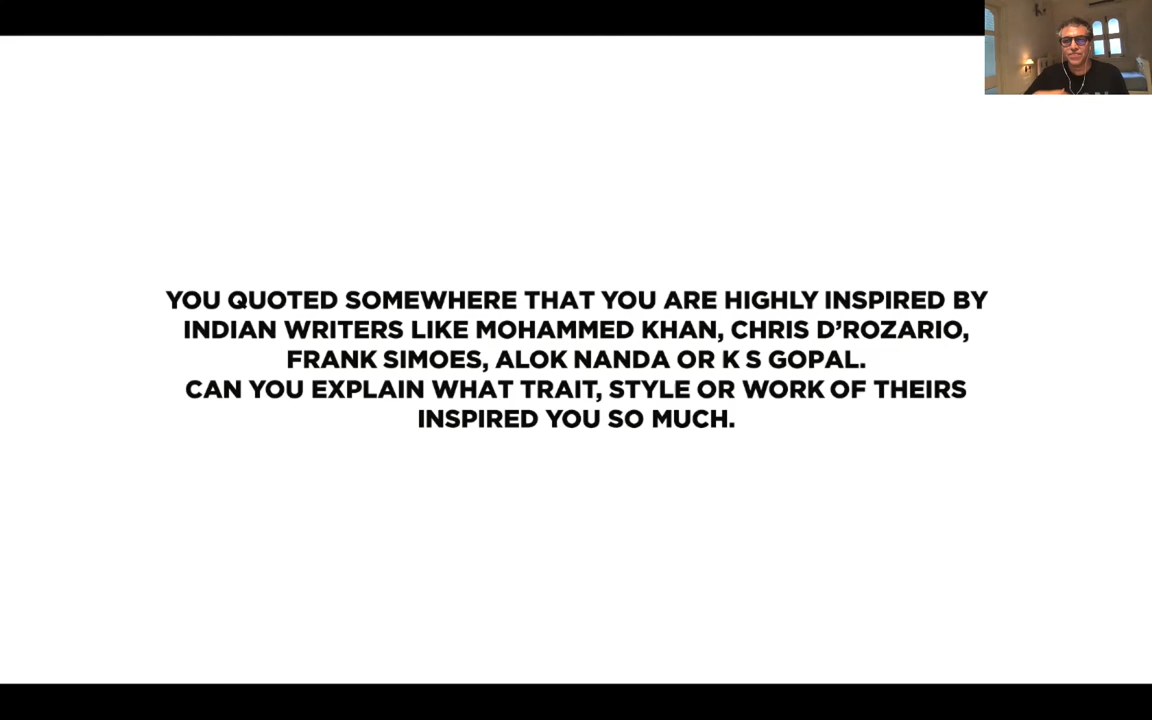 YOU QUOTED SOMEWHERE THAT YOU ARE HIGHLY INSPIRED BY
INDIAN WRITERS LIKE MOHAMMED KHAN, CHRIS D’ROZARIO,
FRANK SIMOES, ALOK NANDA OR K S GOPAL.
CAN YOU EXPLAIN WHAT TRAIT, STYLE OR WORK OF THEIRS
INSPIRED YOU SO MUCH.